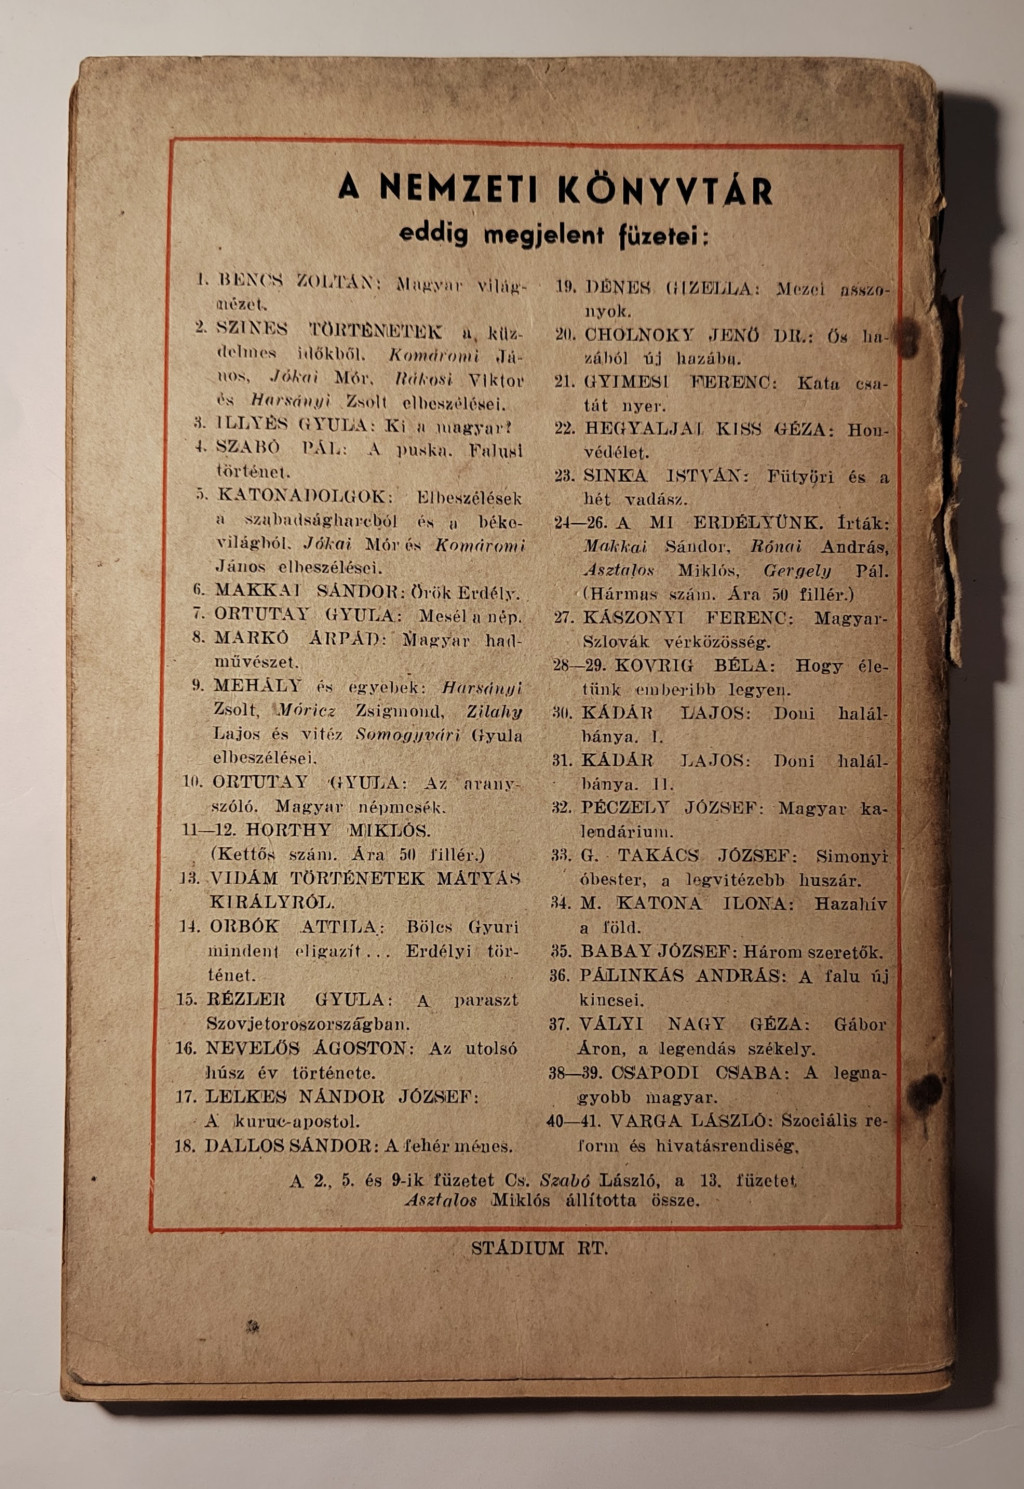 A NEMZETI KÖNYVTÁR
eddig megjelent füzetei:
1. BENCS ZOLTÁN: Magyar világ-
nézet.
2. SZINES TÖRTÉNETEK a küz-
delmes időkből. Komáromi Já-
nos, Jókai Mór, Rákosi Viktor
és Harsányi Zsolt elbeszélései.
3. ILLYÉS GYULA: Ki a magyar?
4. SZABÓ PÁL: A puska. Falusi
történet.
5. KATONADOLGOK: Elbeszélések
a szabadságharcból és a béke-
világból. Jókai Mór és Komáromi
János elbeszélései.
6. MAKKAI SÁNDOR: Örök Erdély.
7. ORTUTAY GYULA: Mesél a nép.
8. MARKÓ ÁRPÁD: Magyar had-
művészet.
9. MEHÁLY és egyebek: Harsányi
Zsolt, Móricz Zsigmond, Zilahy
Lajos és vitéz Somogyvári Gyula
elbeszélései.
10. ORTUTAY GYULA: Az arany-
szóló. Magyar népmesék.
11—12. HORTHY MIKLÓS.
(Kettős szám. Ára 50 fillér.)
13. VIDÁM TÖRTÉNETEK MÁTYÁS
KIRÁLYRÓL.
14. ORBÓK ATTILA: Bölcs Gyuri
mindent eligazít... Erdélyi tör-
ténet.
15. RÉZLER GYULA: A paraszt
Szovjetoroszországban.
16. NEVELŐS ÁGOSTON: Az utolsó
húsz év története.
17. LELKES NÁNDOR JÓZSEF:
A kuruc-apostol.
18. DALLOS SÁNDOR: A fehér ménes.
19. DÉNES GIZELLA: Mezei asszo-
nyok.
20. CHOLNOKY JENŐ DR.: Ős ha-
zából új hazába.
21. GYIMESI FERENC: Kata csa-
tát nyer.
22. HEGYALJAI KISS GÉZA: Hon-
védélet.
23. SINKA ISTVÁN: Fütyöri és a
hét vadász.
24—26. A MI ERDÉLYÜNK. Írták:
Makkai Sándor, Rónai András,
Asztalos Miklós, Gergely Pál.
(Hármas szám. Ára 50 fillér.)
27. KÁSZONYI FERENC: Magyar-
Szlovák vérközösség.
28—29. KOVRIG BÉLA: Hogy éle-
tünk emberibb legyen.
30. KÁDÁR LAJOS: Doni halál-
bánya. I.
31. KÁDÁR LAJOS: Doni halál-
bánya. II.
32. PÉCZELY JÓZSEF: Magyar ka-
lendárium.
33. G. TAKÁCS JÓZSEF: Simonyi
óbester, a legvitézebb huszár.
34. M. KATONA ILONA: Hazahív
a föld.
35. BABAY JÓZSEF: Három szeretők.
36. PÁLINKÁS ANDRÁS: A falu új
kincsei.
37. VÁLYI NAGY GÉZA: Gábor
Áron, a legendás székely.
38—39. CSAPODI CSABA: A legna-
gyobb magyar.
40—41. VARGA LÁSZLÓ: Szociális re-
form és hivatásrendiség.
A 2., 5. és 9-ik füzetet Cs. Szabó László, a 13. füzetet
Asztalos Miklós állította össze.
STÁDIUM RT.